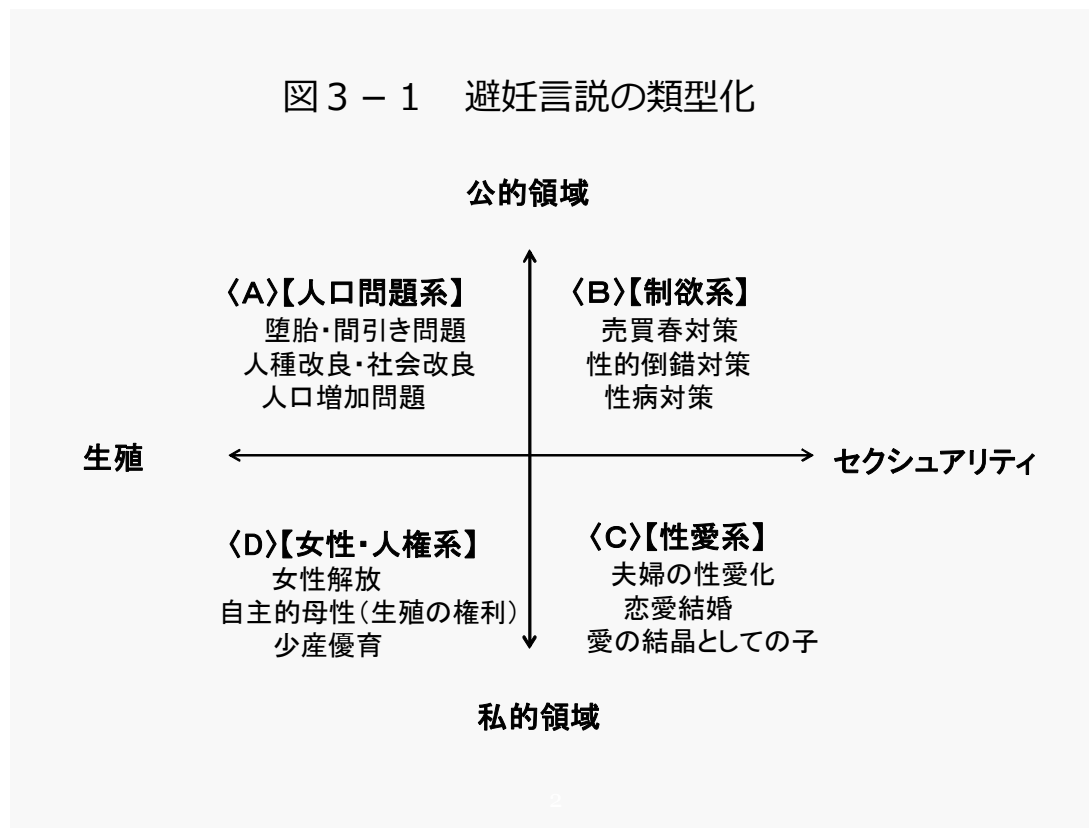 図３－１　避妊言説の類型化
公的領域
〈A〉【人口問題系】
堕胎・間引き問題
人種改良・社会改良
人口増加問題
〈B〉【制欲系】
売買春対策
性的倒錯対策
性病対策
生殖
セクシュアリティ
〈D〉【女性・人権系】
女性解放
自主的母性（生殖の権利）
少産優育
〈C〉【性愛系】
夫婦の性愛化
恋愛結婚
愛の結晶としての子
私的領域
2